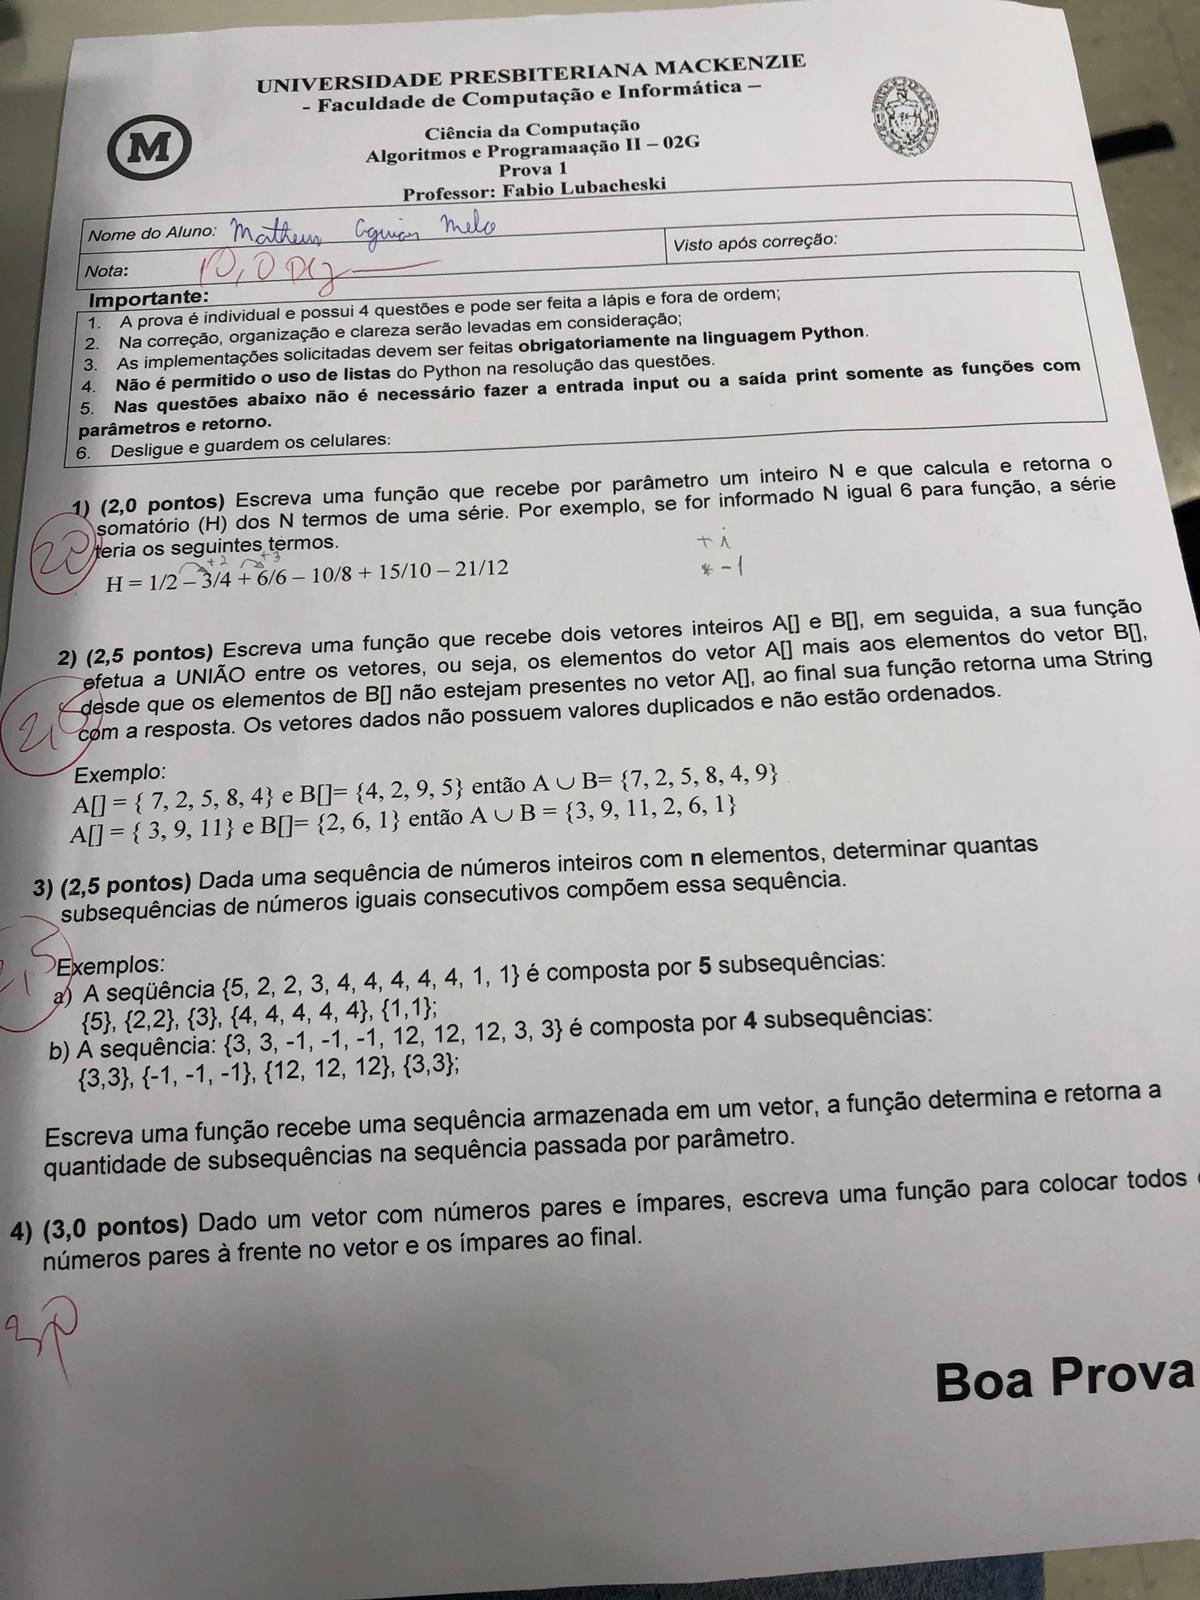 UNIVERSIDADE PRESBITERIANA MACKENZIE
- Faculdade de Computação e Informática –
M
Ciência da Computação
Algoritmos e Programaação II – 02G
Prova 1
Professor: Fabio Lubacheski
Nome do Aluno: Matheus Aguiar Melo
Visto após correção:
Nota: 10,0 Dez
Importante:
1. A prova é individual e possui 4 questões e pode ser feita a lápis e fora de ordem;
2. Na correção, organização e clareza serão levadas em consideração;
3. As implementações solicitadas devem ser feitas obrigatoriamente na linguagem Python.
4. Não é permitido o uso de listas do Python na resolução das questões.
5. Nas questões abaixo não é necessário fazer a entrada input ou a saída print somente as funções com
parâmetros e retorno.
6. Desligue e guardem os celulares:
1) (2,0 pontos) Escreva uma função que recebe por parâmetro um inteiro N e que calcula e retorna o
somatório (H) dos N termos de uma série. Por exemplo, se for informado N igual 6 para função, a série
teria os seguintes termos.
+2 +3
+ i
* -1
H = 1/2 – 3/4 + 6/6 – 10/8 + 15/10 – 21/12
2) (2,5 pontos) Escreva uma função que recebe dois vetores inteiros A[] e B[], em seguida, a sua função
efetua a UNIÃO entre os vetores, ou seja, os elementos do vetor A[] mais aos elementos do vetor B[],
desde que os elementos de B[] não estejam presentes no vetor A[], ao final sua função retorna uma String
com a resposta. Os vetores dados não possuem valores duplicados e não estão ordenados.
Exemplo:
A[] = { 7, 2, 5, 8, 4} e B[]= {4, 2, 9, 5} então A ∪ B= {7, 2, 5, 8, 4, 9}
A[] = { 3, 9, 11} e B[]= {2, 6, 1} então A ∪ B = {3, 9, 11, 2, 6, 1}
3) (2,5 pontos) Dada uma sequência de números inteiros com n elementos, determinar quantas
subsequências de números iguais consecutivos compõem essa sequência.
Exemplos:
a) A seqüência {5, 2, 2, 3, 4, 4, 4, 4, 4, 1, 1} é composta por 5 subsequências:
{5}, {2,2}, {3}, {4, 4, 4, 4, 4}, {1,1};
b) A sequência: {3, 3, -1, -1, -1, 12, 12, 12, 3, 3} é composta por 4 subsequências:
{3,3}, {-1, -1, -1}, {12, 12, 12}, {3,3};
Escreva uma função recebe uma sequência armazenada em um vetor, a função determina e retorna a
quantidade de subsequências na sequência passada por parâmetro.
4) (3,0 pontos) Dado um vetor com números pares e ímpares, escreva uma função para colocar todos
números pares à frente no vetor e os ímpares ao final.
Boa Prova